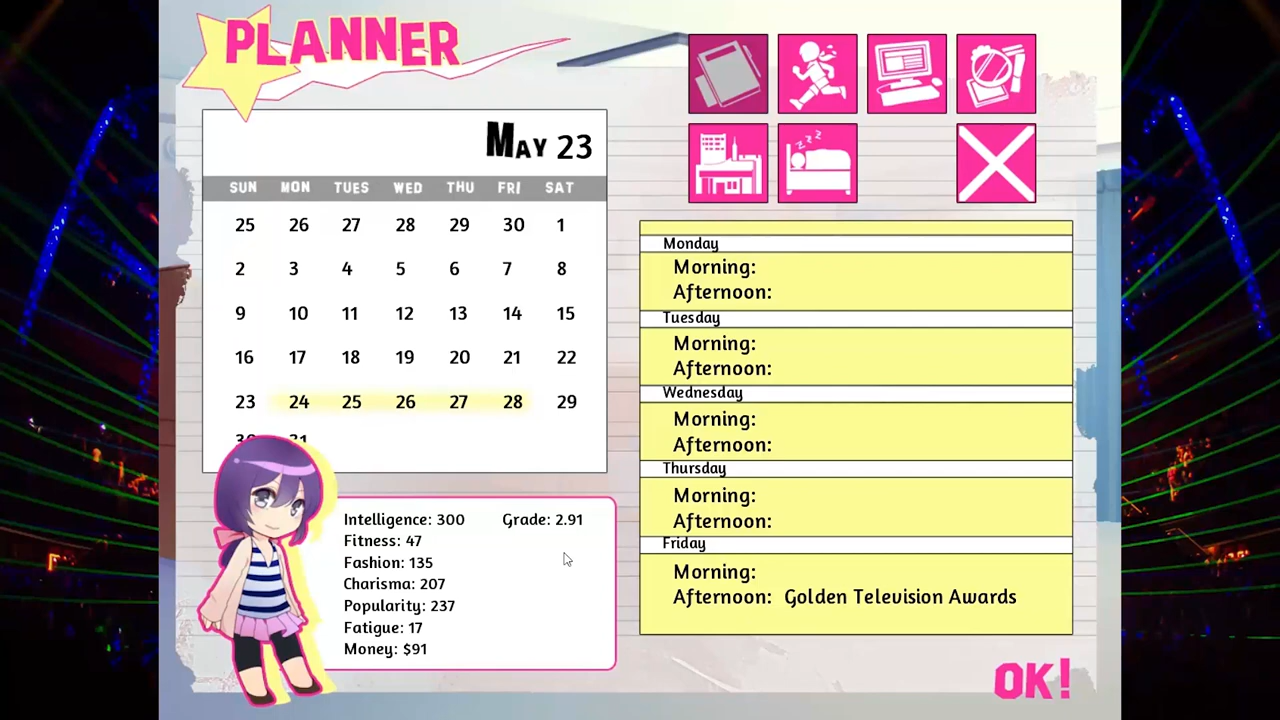 PLANNER
MAY 23
SUN MON TUES WED THU FRI SAT
25 26 27 28 29 30 1
2 3 4 5 6 7 8
9 10 11 12 13 14 15
16 17 18 19 20 21 22
23 24 25 26 27 28 29
30 31
Intelligence: 300 Grade: 2.91
Fitness: 47
Fashion: 135
Charisma: 207
Popularity: 237
Fatigue: 17
Money: $91
zzz
Monday
Morning:
Afternoon:
Tuesday
Morning:
Afternoon:
Wednesday
Morning:
Afternoon:
Thursday
Morning:
Afternoon:
Friday
Morning:
Afternoon: Golden Television Awards
OK!